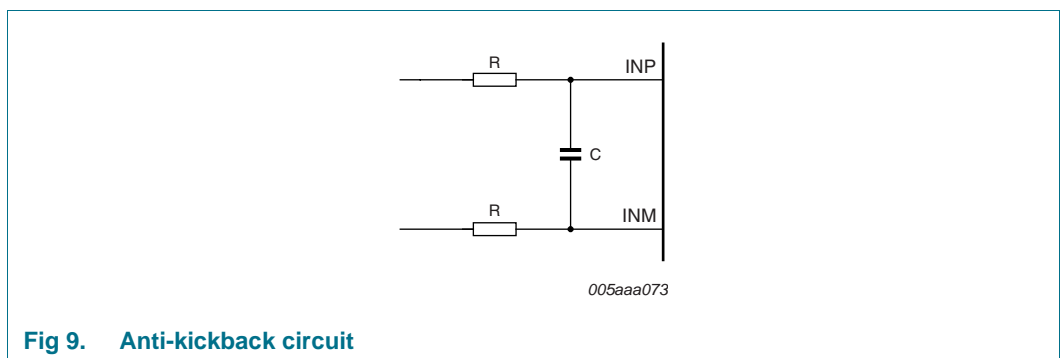 R
INP
C
R
INM
005aaa073
Fig 9. Anti-kickback circuit